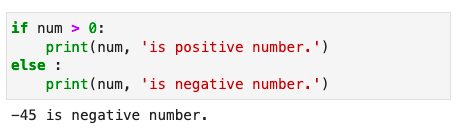 if num > 0:
    print(num, 'is positive number.')
else :
    print(num, 'is negative number.')
-45 is negative number.